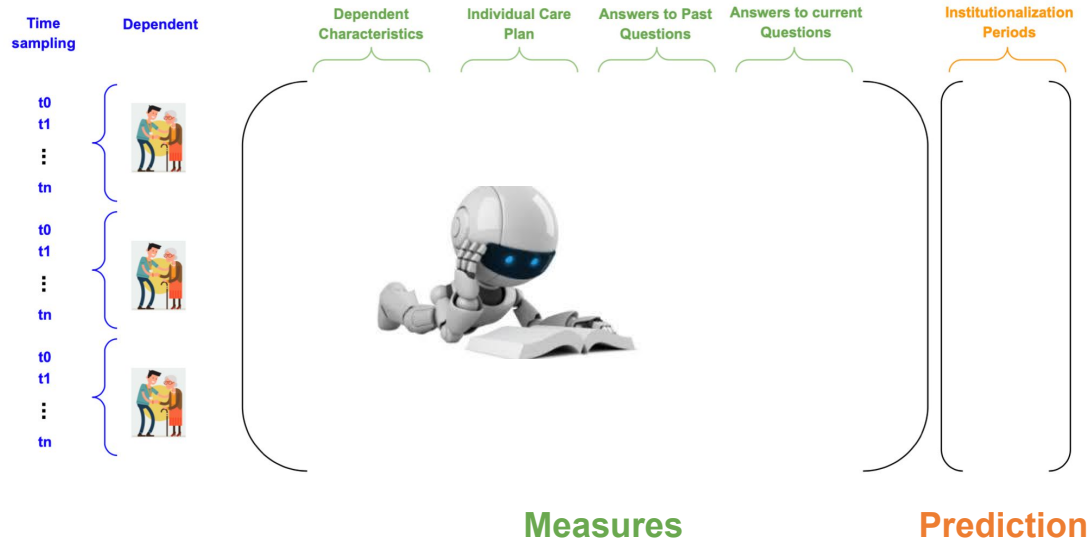 Time
sampling
Dependent
Dependent
Characteristics
Individual Care
Plan
Answers to Past
Questions
Answers to current
Questions
Institutionalization
Periods
t0
t1
...
tn
t0
t1
...
tn
t0
t1
...
tn
Measures
Prediction